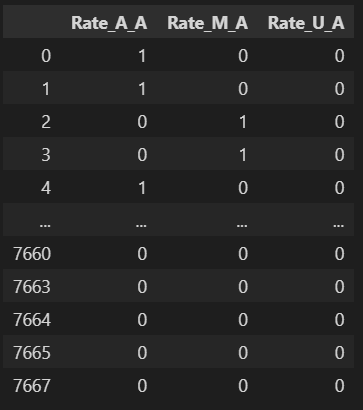 Rate_A_A Rate_M_A Rate_U_A
0 1 0 0
1 1 0 0
2 0 1 0
3 0 1 0
4 1 0 0
... ... ... ...
7660 0 0 0
7663 0 0 0
7664 0 0 0
7665 0 0 0
7667 0 0 0